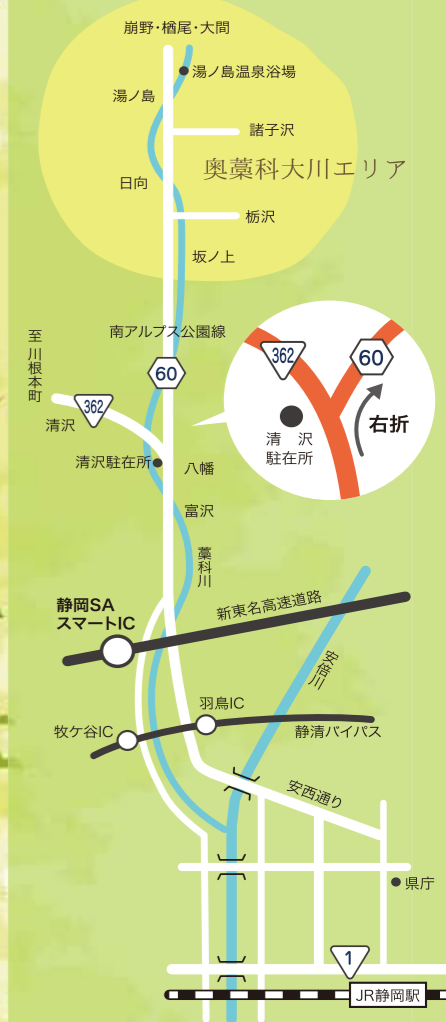 崩野・楢尾・大間
湯ノ島温泉浴場
湯ノ島
諸子沢
奥藁科大川エリア
日向
栃沢
坂ノ上
南アルプス公園線
60
至川根本町
362
清沢
清沢駐在所
八幡
富沢
藁科川
362
60
右折
清 沢
駐在所
静岡SA
スマートIC
新東名高速道路
安倍川
羽鳥IC
牧ケ谷IC
静清バイパス
安西通り
県庁
1
JR静岡駅